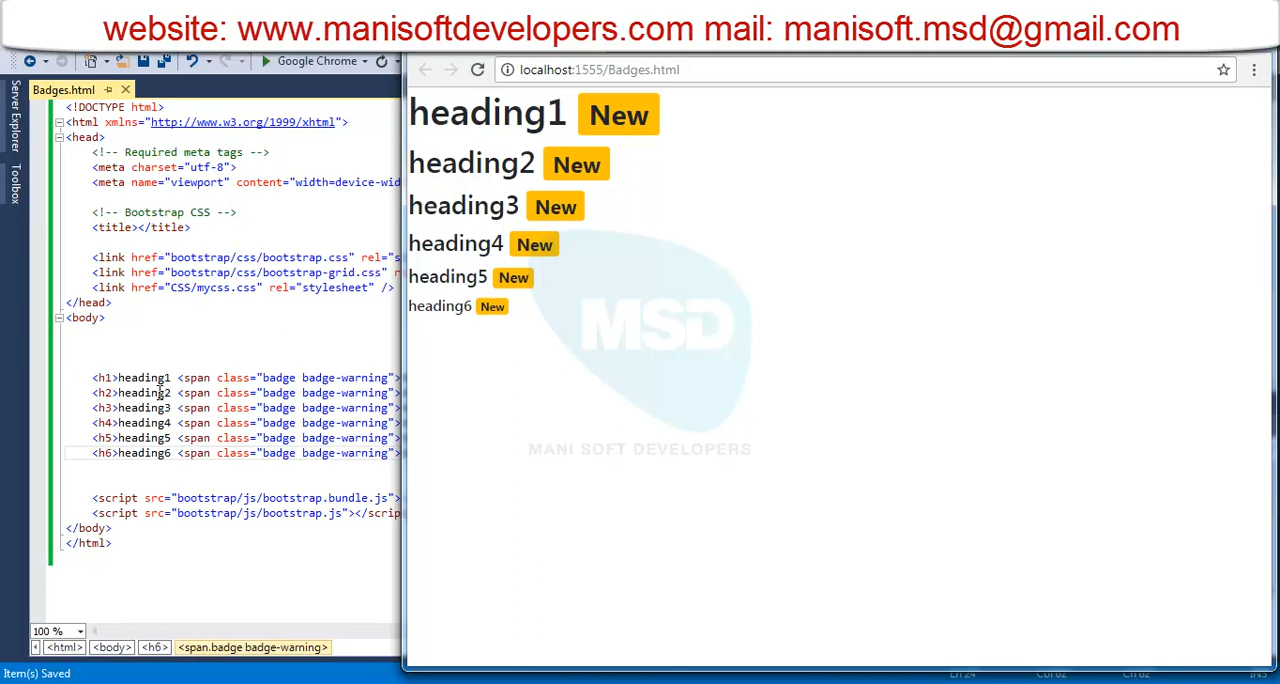 website: www.manisoftdevelopers.com mail: manisoft.msd@gmail.com
Google Chrome
Server Explorer
Toolbox
Badges.html
<!DOCTYPE html>
<html xmlns="http://www.w3.org/1999/xhtml">
<head>
<!-- Required meta tags -->
<meta charset="utf-8">
<meta name="viewport" content="width=device-wid
<!-- Bootstrap CSS -->
<title></title>
<link href="bootstrap/css/bootstrap.css" rel="s
<link href="bootstrap/css/bootstrap-grid.css"
<link href="CSS/mycss.css" rel="stylesheet" />
</head>
<body>
<h1>heading1 <span class="badge badge-warning">
<h2>heading2 <span class="badge badge-warning">
<h3>heading3 <span class="badge badge-warning">
<h4>heading4 <span class="badge badge-warning">
<h5>heading5 <span class="badge badge-warning">
<h6>heading6 <span class="badge badge-warning">
<script src="bootstrap/js/bootstrap.bundle.js">
<script src="bootstrap/js/bootstrap.js"></scrip
</body>
</html>
100 %
<html> <body> <h6> <span.badge badge-warning>
Item(s) Saved
localhost:1555/Badges.html
heading1 New
heading2 New
heading3 New
heading4 New
heading5 New
heading6 New
MSD
MANI SOFT DEVELOPERS